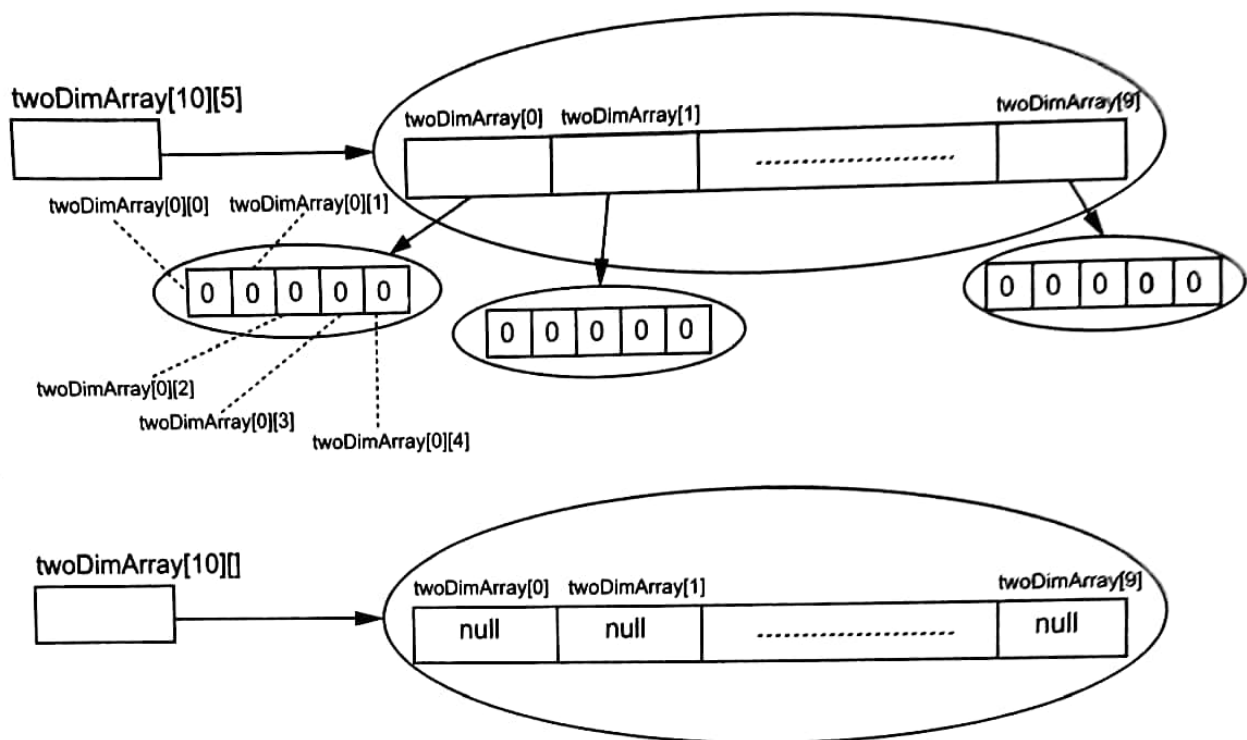 twoDimArray[10][5]
twoDimArray[0] twoDimArray[1] twoDimArray[9]
twoDimArray[0][0] twoDimArray[0][1]
0 0 0 0 0
0 0 0 0 0
0 0 0 0 0
twoDimArray[0][2]
twoDimArray[0][3]
twoDimArray[0][4]
twoDimArray[10][]
twoDimArray[0] twoDimArray[1] twoDimArray[9]
null null null